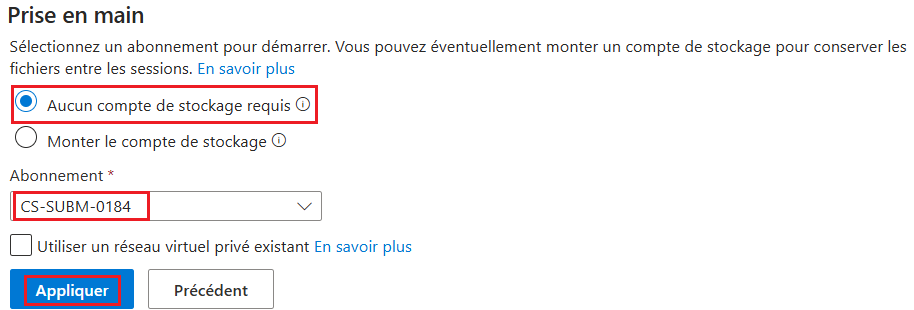 Prise en main
Sélectionnez un abonnement pour démarrer. Vous pouvez éventuellement monter un compte de stockage pour conserver les
fichiers entre les sessions. En savoir plus
Aucun compte de stockage requis
Monter le compte de stockage
Abonnement *
CS-SUBM-0184
Utiliser un réseau virtuel privé existant En savoir plus
Appliquer Précédent